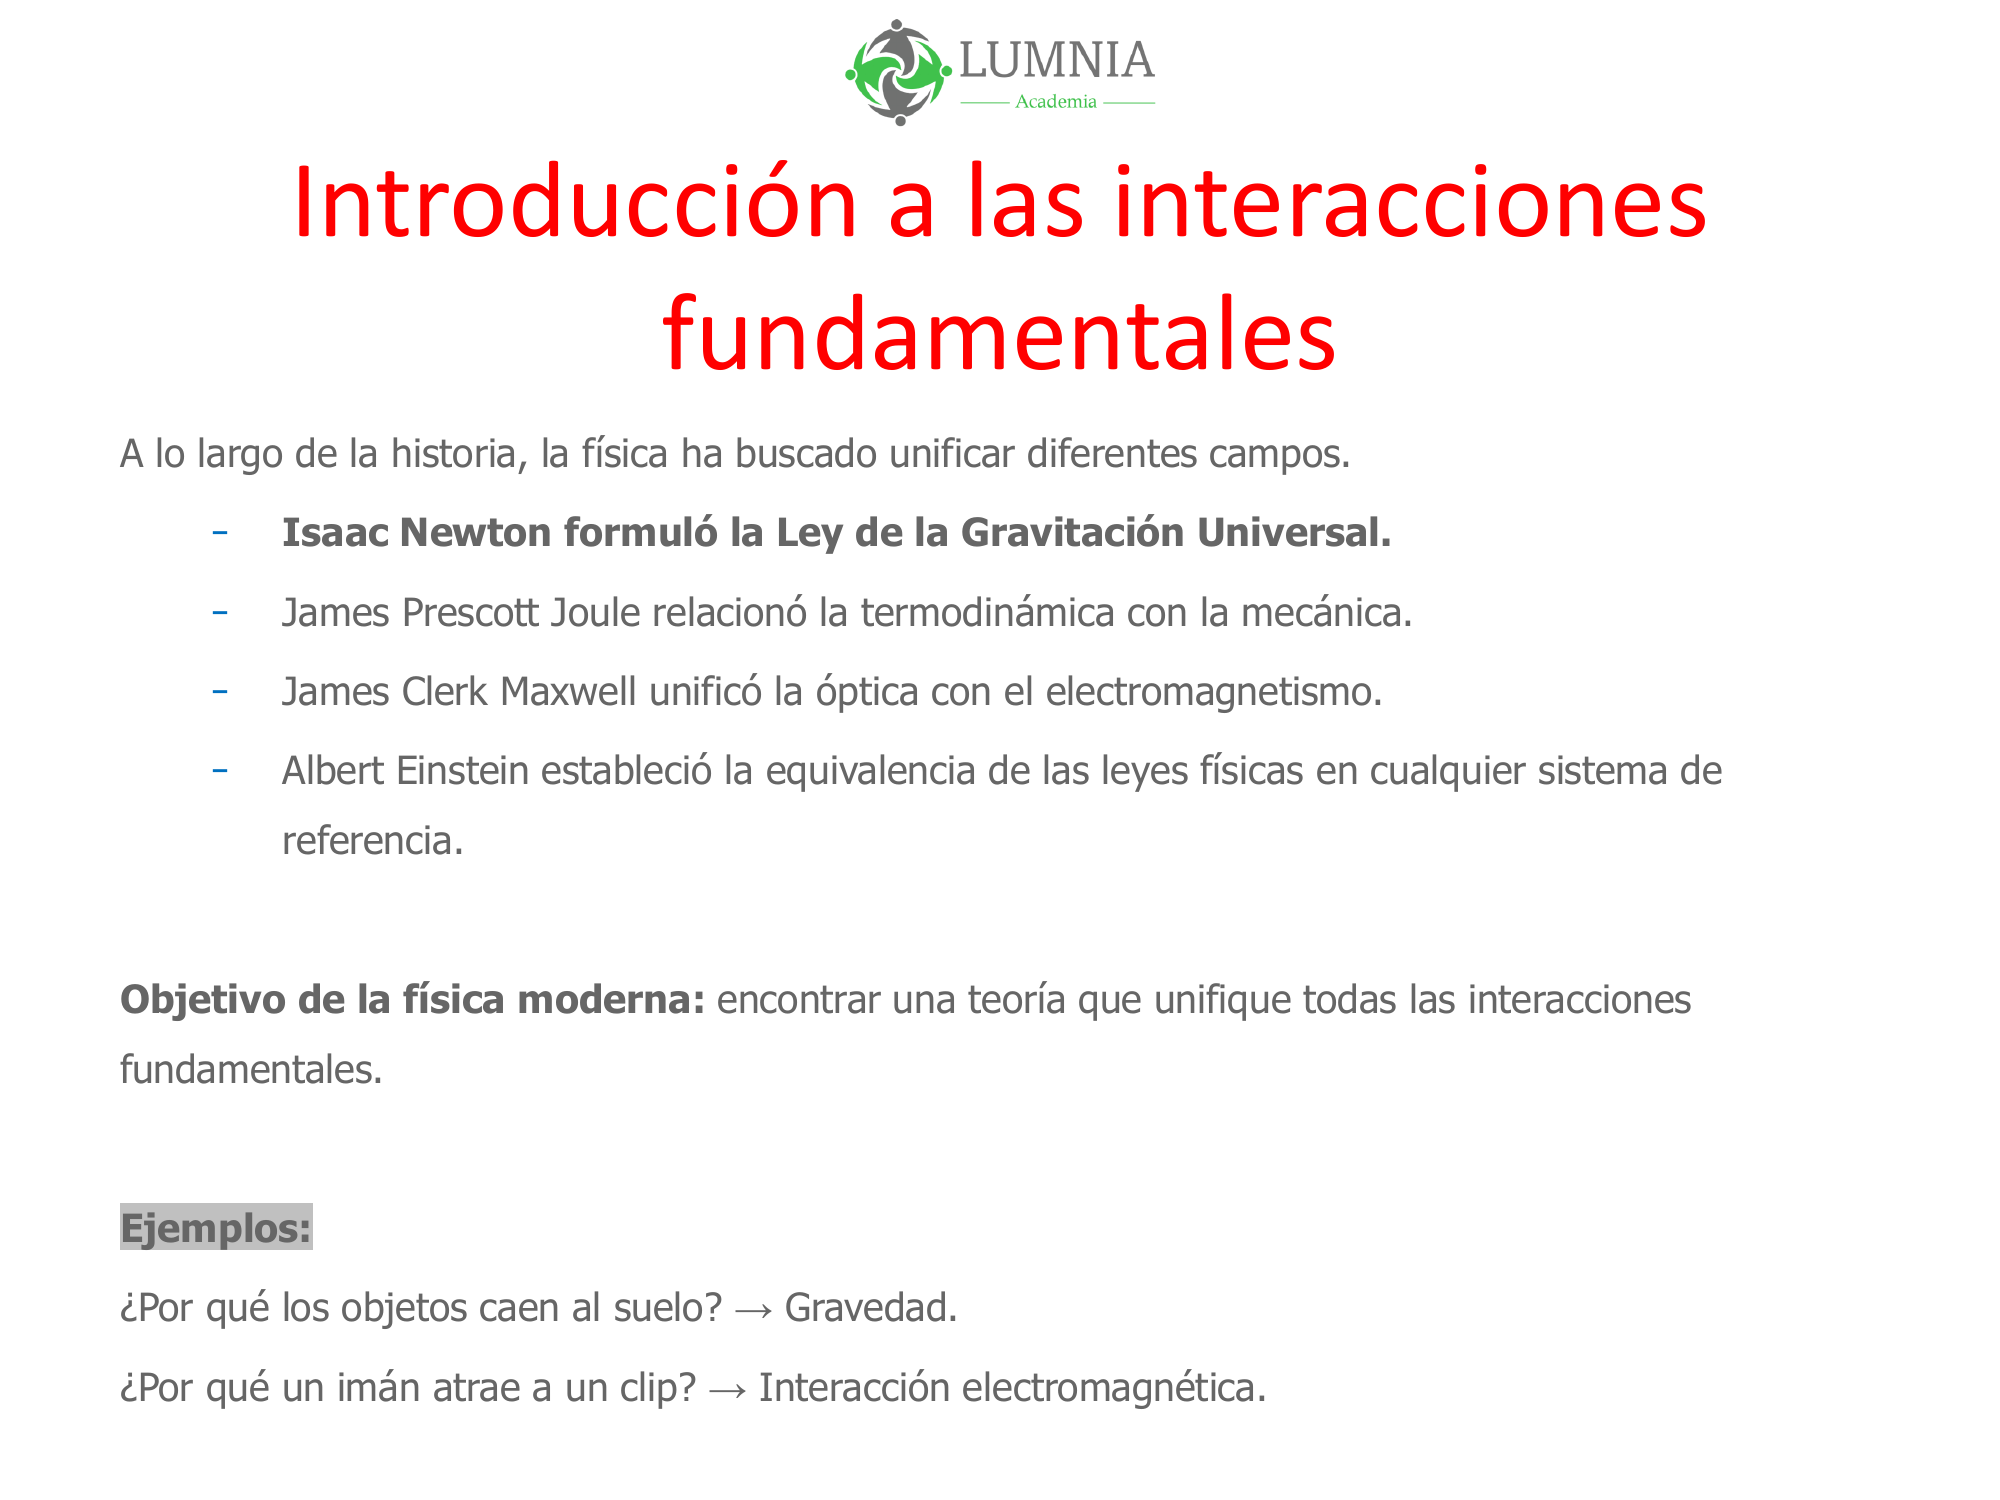 LUMNIA
Academia
Introducción a las interacciones
fundamentales
A lo largo de la historia, la física ha buscado unificar diferentes campos.
- Isaac Newton formuló la Ley de la Gravitación Universal.
- James Prescott Joule relacionó la termodinámica con la mecánica.
- James Clerk Maxwell unificó la óptica con el electromagnetismo.
- Albert Einstein estableció la equivalencia de las leyes físicas en cualquier sistema de
referencia.
Objetivo de la física moderna: encontrar una teoría que unifique todas las interacciones
fundamentales.
Ejemplos:
¿Por qué los objetos caen al suelo? → Gravedad.
¿Por qué un imán atrae a un clip? → Interacción electromagnética.